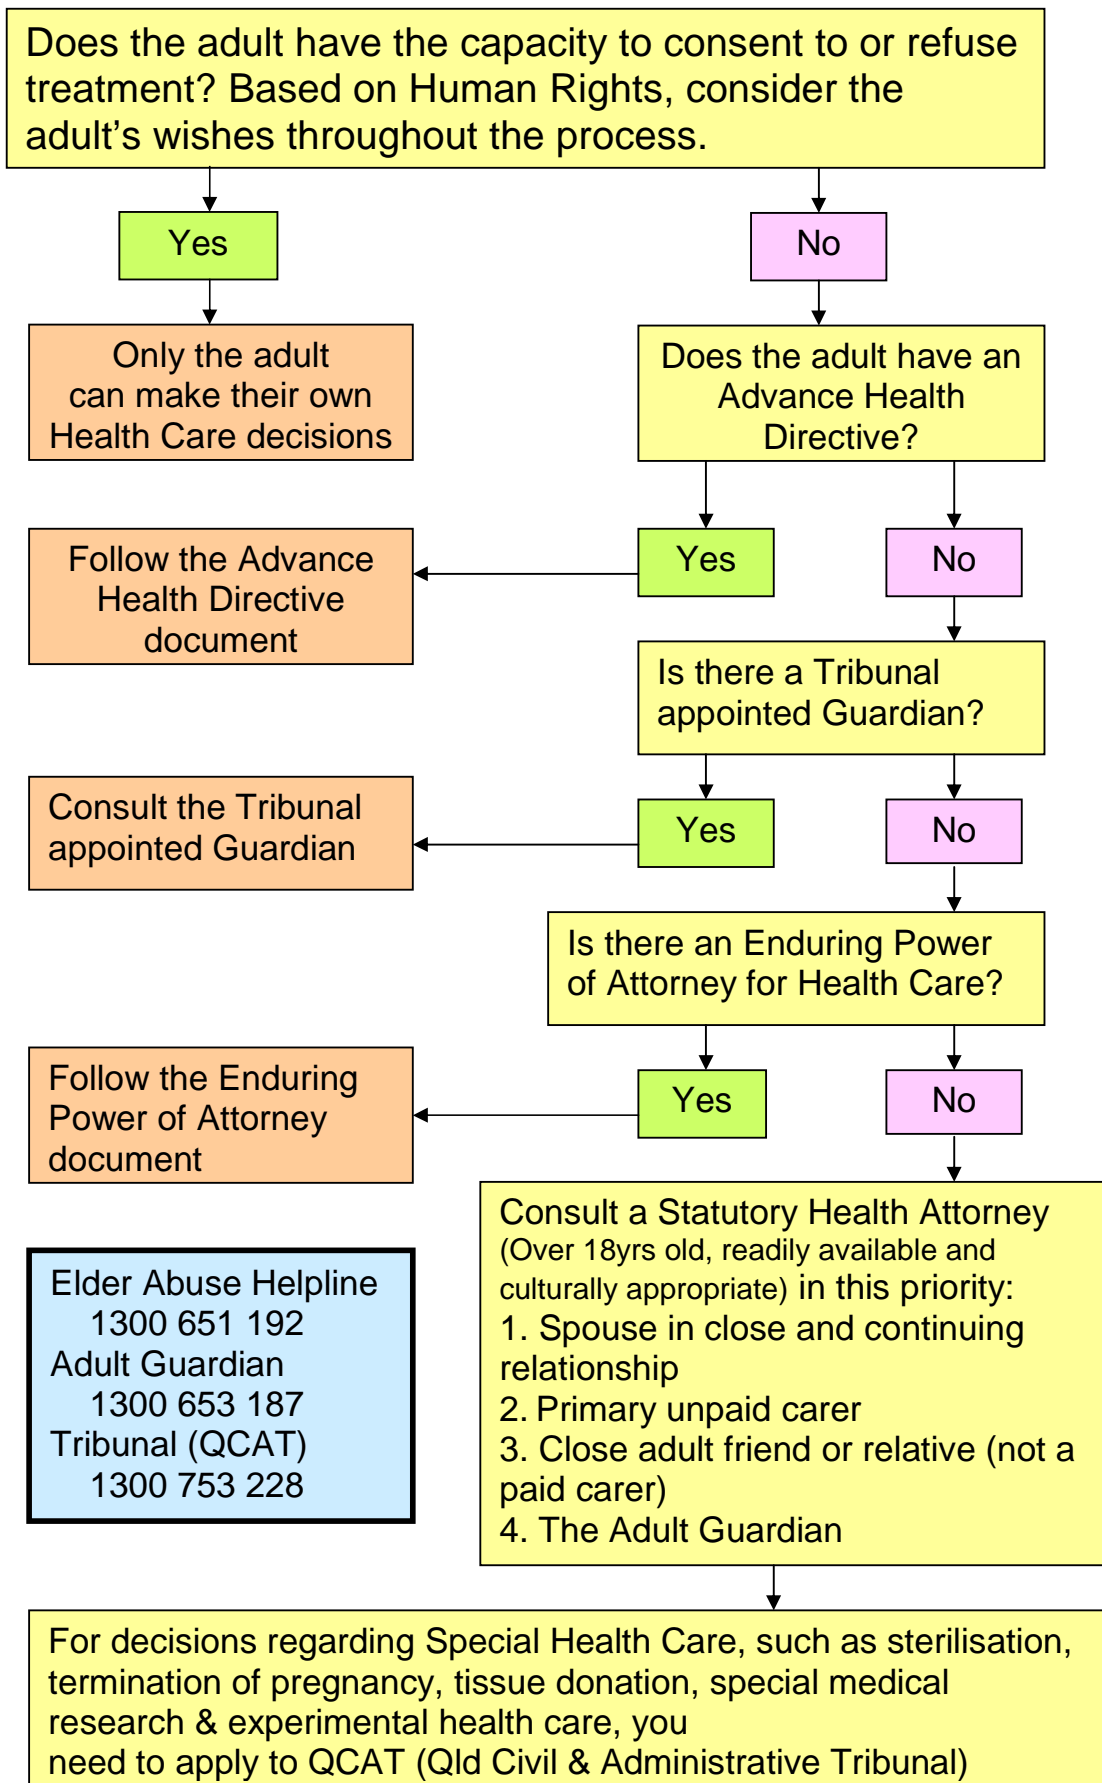 Does the adult have the capacity to consent to or refuse
treatment? Based on Human Rights, consider the
adult's wishes throughout the process.
Yes
No
Only the adult
can make their own
Health Care decisions
Does the adult have an
Advance Health
Directive?
Follow the Advance
Health Directive
document
Yes
No
Is there a Tribunal
appointed Guardian?
Consult the Tribunal
appointed Guardian
Yes
No
Is there an Enduring Power
of Attorney for Health Care?
Follow the Enduring
Power of Attorney
document
Yes
No
Consult a Statutory Health Attorney
(Over 18yrs old, readily available and
culturally appropriate) in this priority:
1. Spouse in close and continuing
relationship
2. Primary unpaid carer
3. Close adult friend or relative (not a
paid carer)
4. The Adult Guardian
Elder Abuse Helpline
1300 651 192
Adult Guardian
1300 653 187
Tribunal (QCAT)
1300 753 228
For decisions regarding Special Health Care, such as sterilisation,
termination of pregnancy, tissue donation, special medical
research & experimental health care, you
need to apply to QCAT (Qld Civil & Administrative Tribunal)